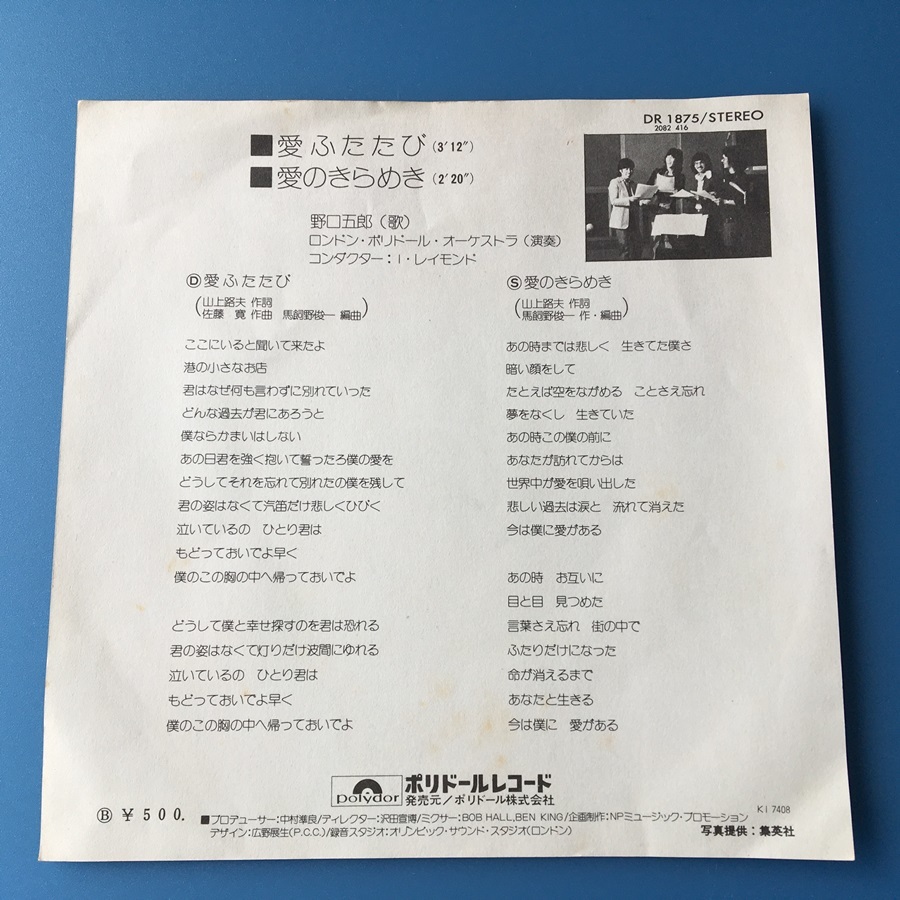 DR 1875/STEREO
2082 416
■愛ふたたび(3'12")
■愛のきらめき(2'20")
野口五郎(歌)
ロンドン・ポリドール・オーケストラ(演奏)
コンダクター:I・レイモンド
Ⓓ愛ふたたび
(山上路夫 作詞
佐藤 寛 作曲 馬飼野俊一 編曲)
ここにいると聞いて来たよ
港の小さなお店
君はなぜ何も言わずに別れていった
どんな過去が君にあろうと
僕ならかまいはしない
あの日君を強く抱いて誓ったろ僕の愛を
どうしてそれを忘れて別れたの僕を残して
君の姿はなくて汽笛だけ悲しくひびく
泣いているの ひとり君は
もどっておいでよ早く
僕のこの胸の中へ帰っておいでよ
どうして僕と幸せ探すのを君は恐れる
君の姿はなくて灯りだけ波間にゆれる
泣いているの ひとり君は
もどっておいでよ早く
僕のこの胸の中へ帰っておいでよ
Ⓢ愛のきらめき
(山上路夫 作詞
馬飼野俊一 作・編曲)
あの時までは悲しく 生きてた僕さ
暗い顔をして
たとえば空をながめる ことさえ忘れ
夢をなくし 生きていた
あの時この僕の前に
あなたが訪れてからは
世界中が愛を唄い出した
悲しい過去は涙と 流れて消えた
今は僕に愛がある
あの時 お互いに
目と目 見つめた
言葉さえ忘れ 街の中で
ふたりだけになった
命が消えるまで
あなたと生きる
今は僕に 愛がある
polydor
ポリドールレコード
発売元/ポリドール株式会社
Ⓑ ¥500.
KI 7408
■プロデューサー:中村準良/ディレクター:沢田宣博/ミクサー:BOB HALL,BEN KING/企画制作:NPミュージック・プロモーション
デザイン:広野展生(P.C.C.)/録音スタジオ:オリンピック・サウンド・スタジオ(ロンドン)
写真提供:集英社